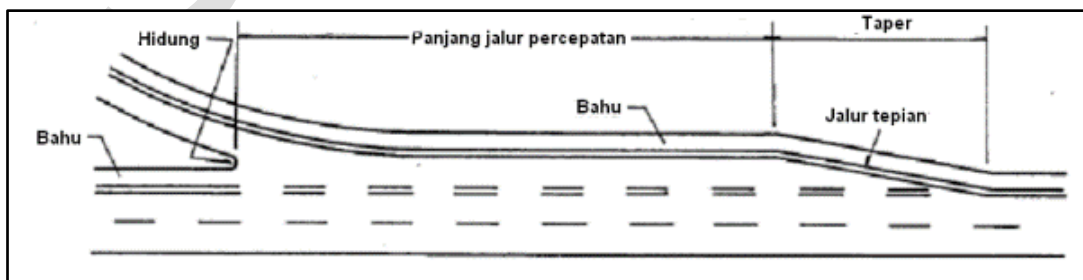 Taper
Hidung
Panjang jalur percepatan
Bahu
Jalur tepian
Bahu